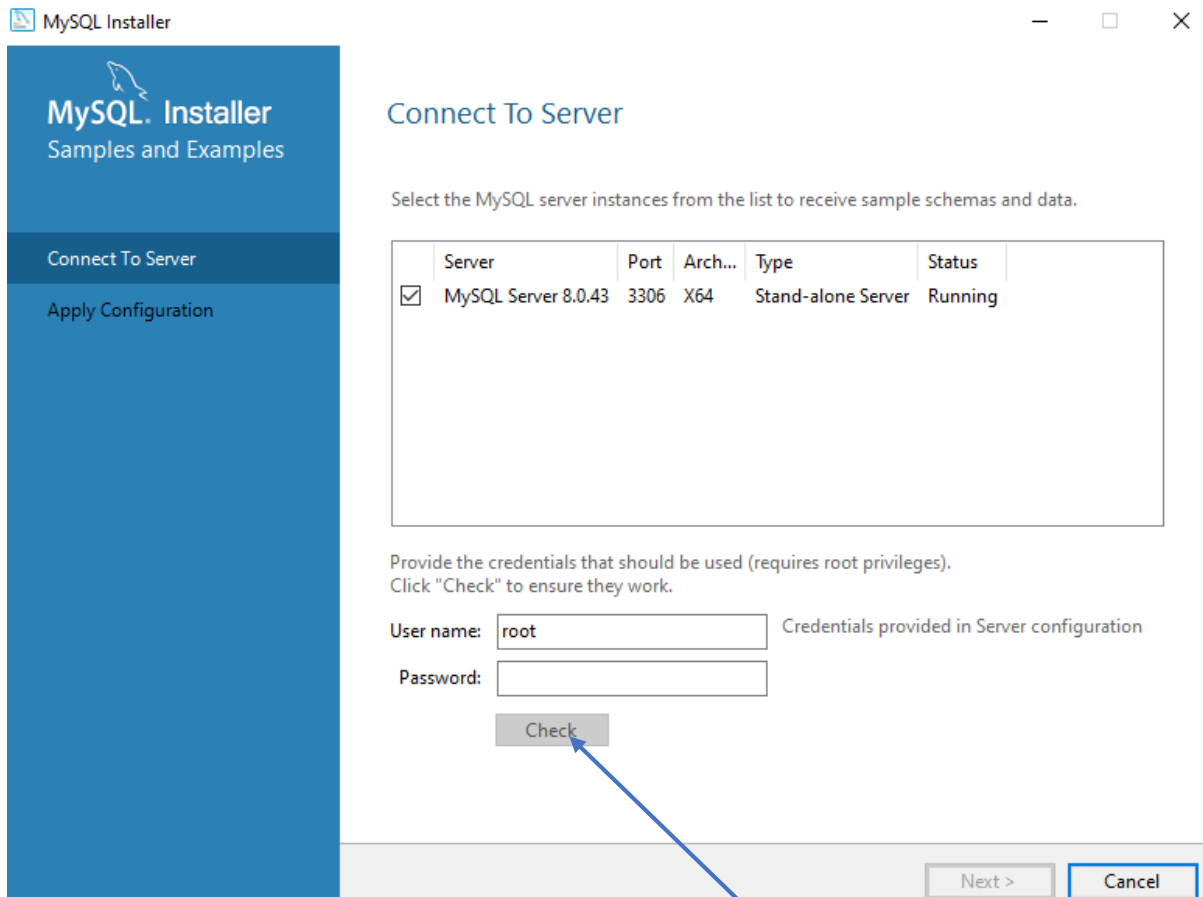 MySQL Installer
MySQL. Installer
Samples and Examples
Connect To Server
Apply Configuration
Connect To Server
Select the MySQL server instances from the list to receive sample schemas and data.
Server Port Arch... Type Status
MySQL Server 8.0.43 3306 X64 Stand-alone Server Running
Provide the credentials that should be used (requires root privileges).
Click "Check" to ensure they work.
User name: root Credentials provided in Server configuration
Password:
Check
Next > Cancel